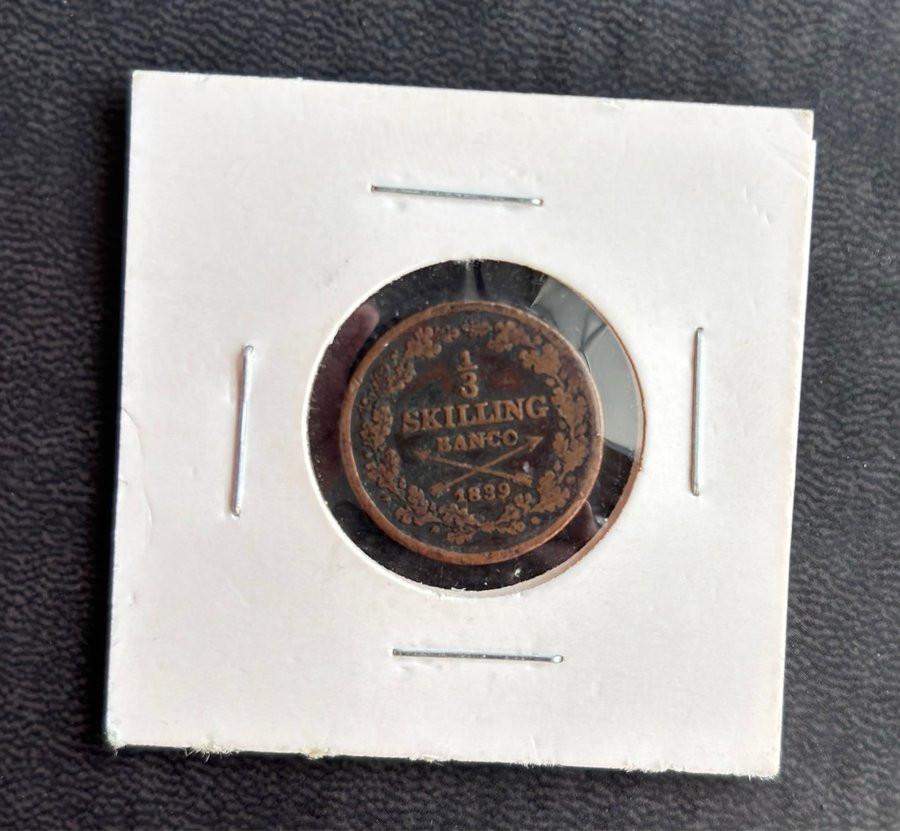 1/3
SKILLING
BANCO
1839